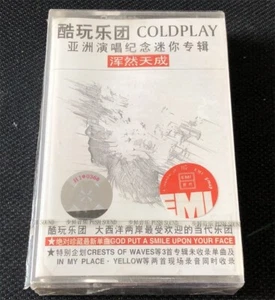 酷玩乐团 COLDPLAY
亚洲演唱纪念迷你专辑
浑然天成
EMI
EMI
酷玩乐团 大西洋两岸最受欢迎的当代乐团
★绝对珍藏最新单曲GOD PUT A SMILE UPON YOUR FACE
★特别企划CRESTS OF WAVES等3首专辑未收录单曲及
IN MY PLACE、YELLOW等两首现场录音同时收录